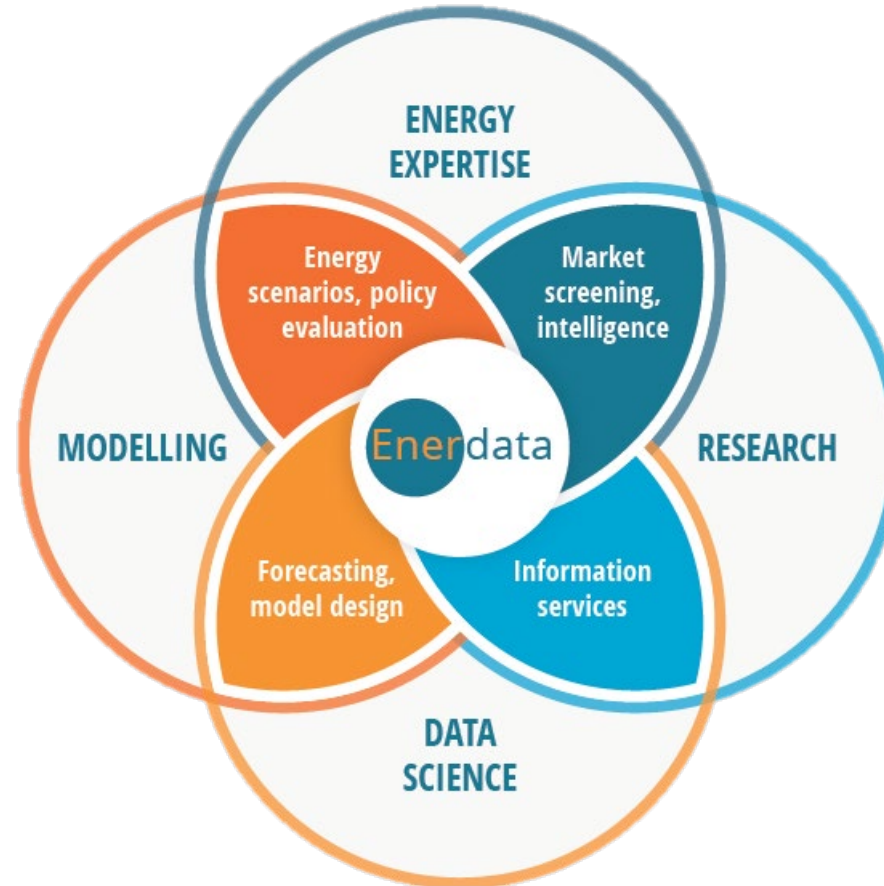 ENERGY
EXPERTISE
Energy
scenarios, policy
evaluation
Market
screening,
intelligence
MODELLING
Enerdata
RESEARCH
Forecasting,
model design
Information
services
DATA
SCIENCE